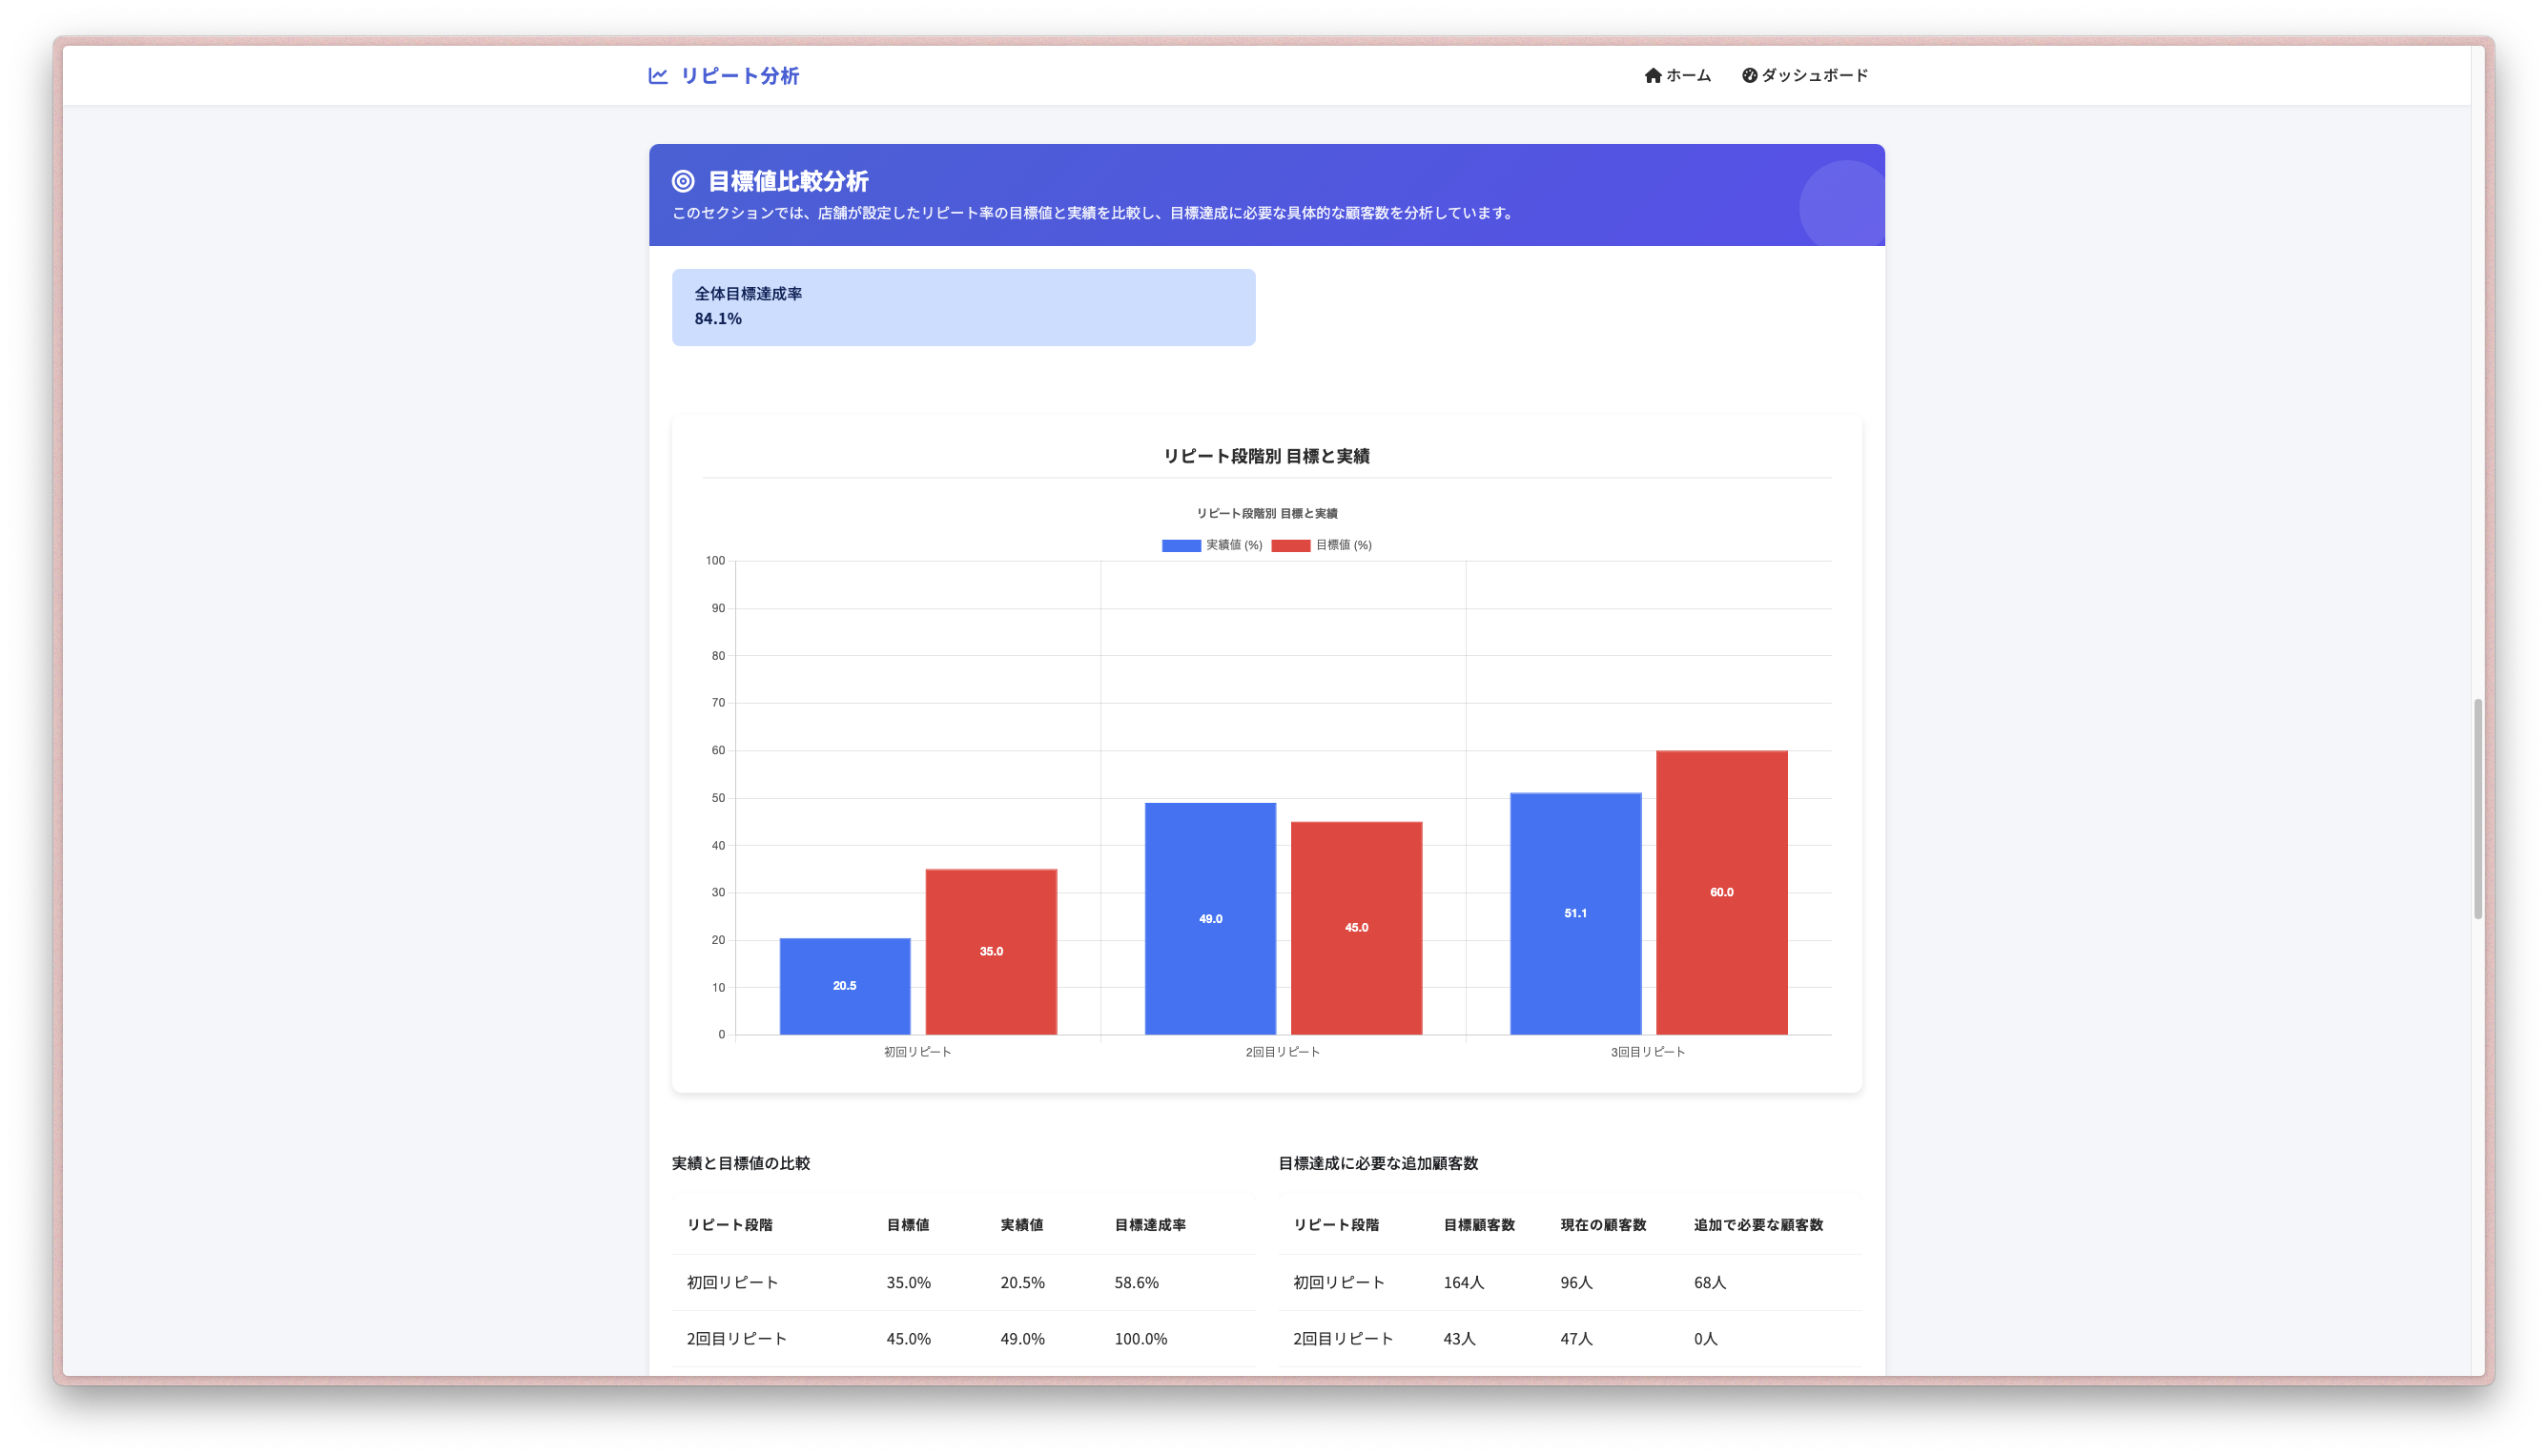 リピート分析
ホーム ダッシュボード
目標値比較分析
このセクションでは、店舗が設定したリピート率の目標値と実績を比較し、目標達成に必要な具体的な顧客数を分析しています。
全体目標達成率
84.1%
リピート段階別 目標と実績
リピート段階別 目標と実績
実績値 (%) 目標値 (%)
100
90
80
70
60
50
40
30
20
10
0
20.5
35.0
49.0
45.0
51.1
60.0
初回リピート 2回目リピート 3回目リピート
実績と目標値の比較
リピート段階 目標値 実績値 目標達成率
初回リピート 35.0% 20.5% 58.6%
2回目リピート 45.0% 49.0% 100.0%
目標達成に必要な追加顧客数
リピート段階 目標顧客数 現在の顧客数 追加で必要な顧客数
初回リピート 164人 96人 68人
2回目リピート 43人 47人 0人